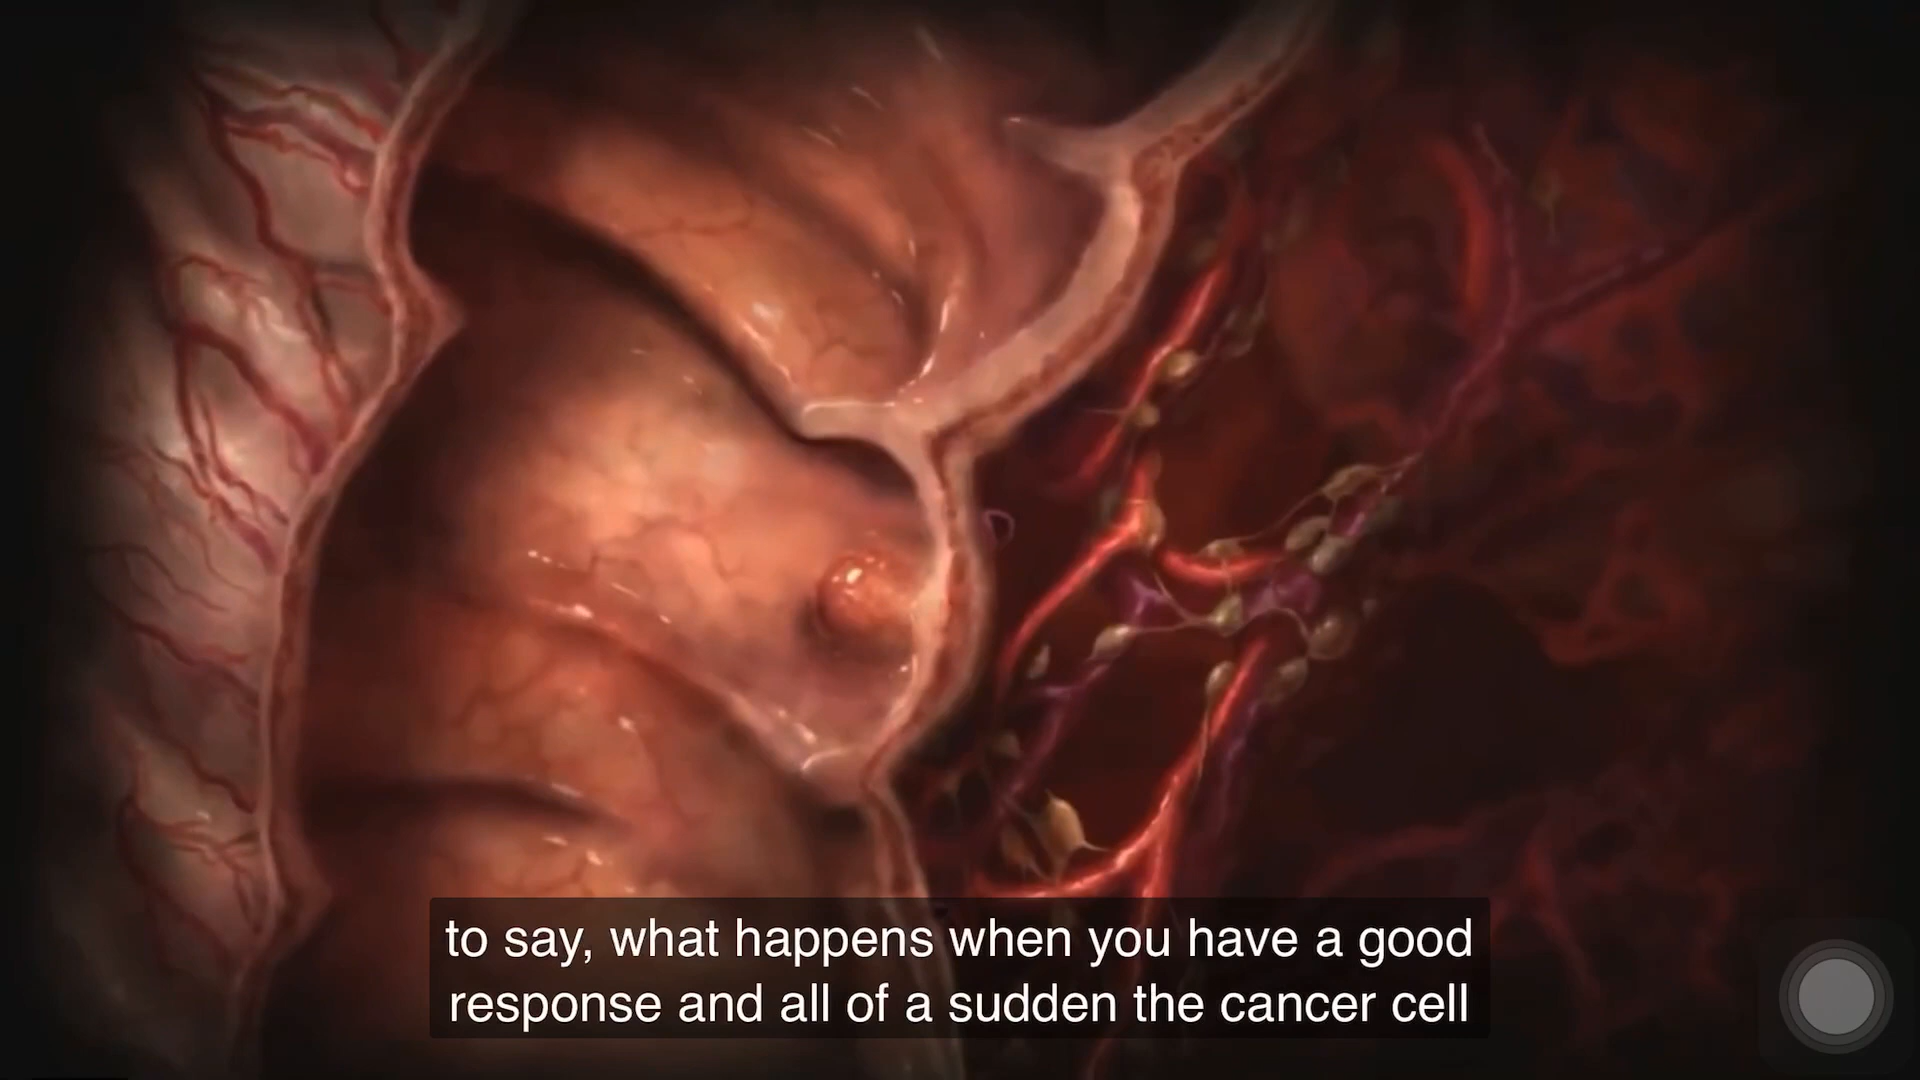 to say, what happens when you have a good
response and all of a sudden the cancer cell